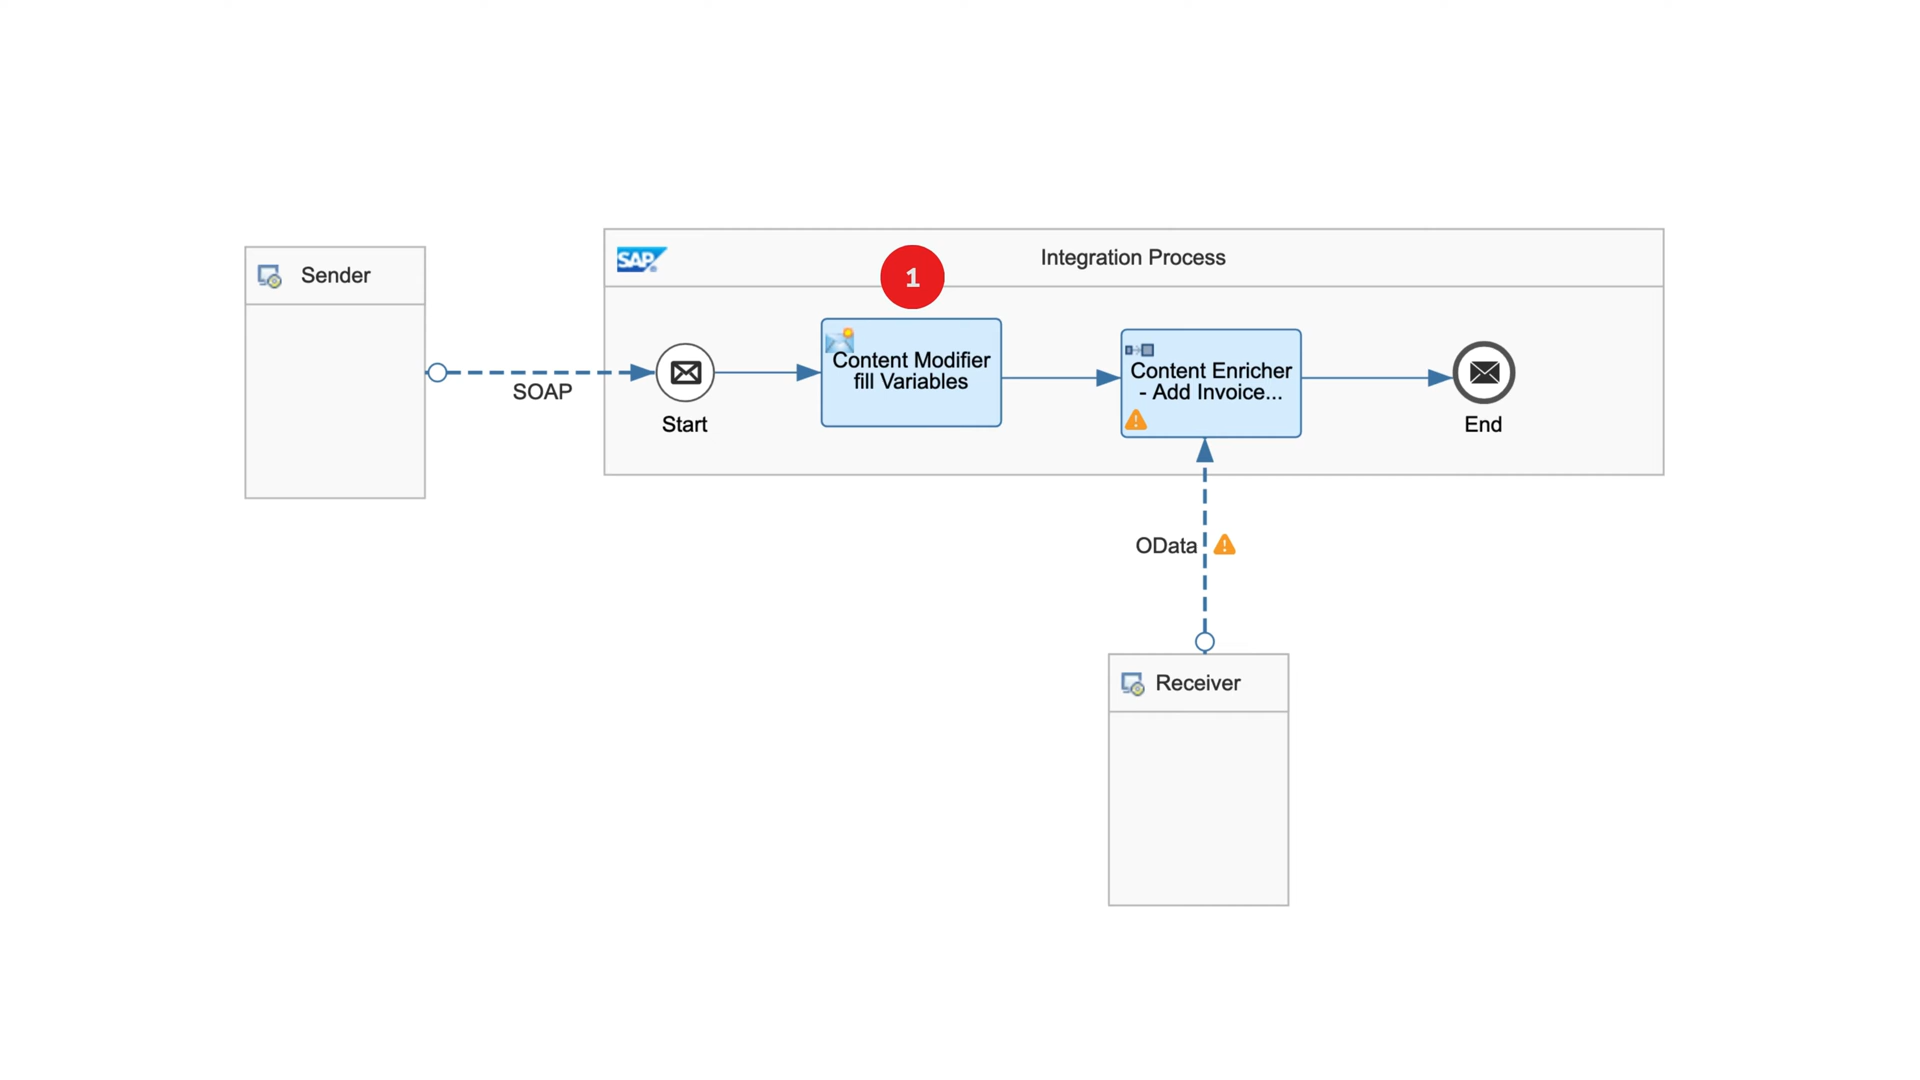 Integration Process
SAP
1
Sender
Content Modifier
fill Variables
Content Enricher
- Add Invoice...
SOAP
Start
End
OData
Receiver